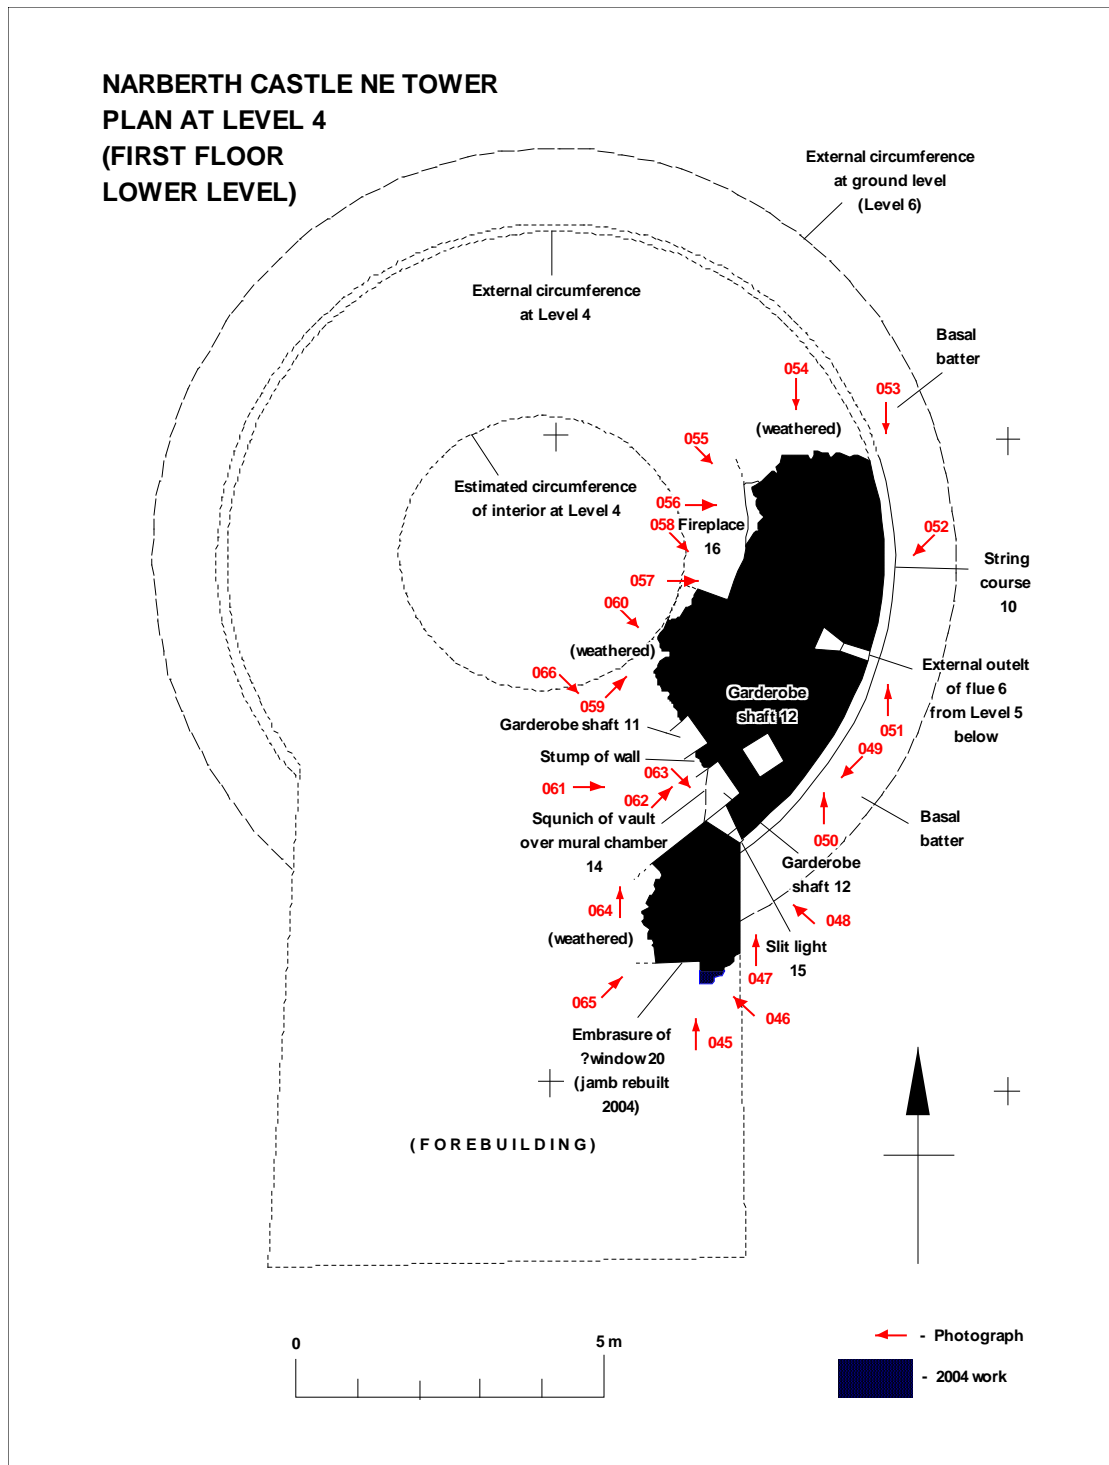 NARBERTH CASTLE NE TOWER
PLAN AT LEVEL 4
(FIRST FLOOR
LOWER LEVEL)
External circumference
at ground level
(Level 6)
External circumference
at Level 4
Basal
batter
054
053
(weathered)
055
Estimated circumference
of interior at Level 4
056
058
Fireplace
16
052
String
course
10
057
060
(weathered)
066
059
External outelt
of flue 6
from Level 5
below
Garderobe
shaft 12
051
Garderobe shaft 11
Stump of wall
049
063
061
062
Squnich of vault
over mural chamber
14
050
Basal
batter
Garderobe
shaft 12
064
048
(weathered)
Slit light
15
047
065
046
045
Embrasure of
?window 20
(jamb rebuilt
2004)
(FOREBUILDING)
0
5 m
- Photograph
- 2004 work